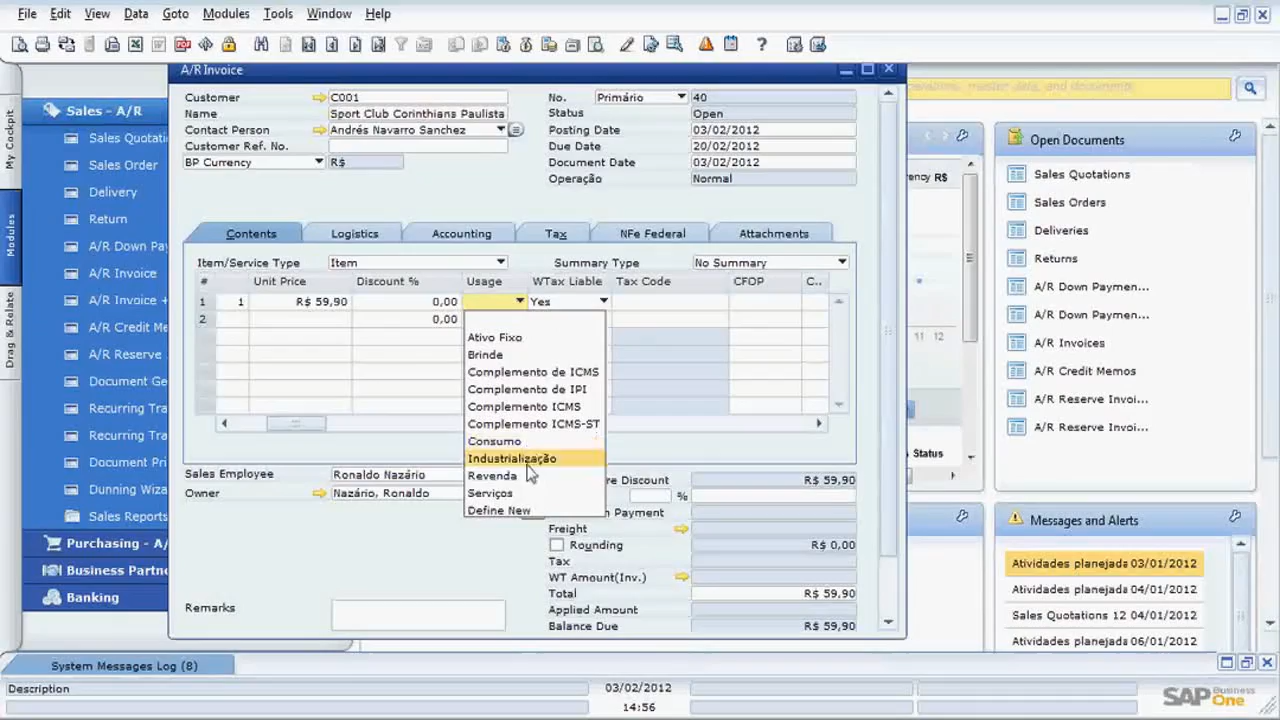 File Edit View Data Goto Modules Tools Window Help
A/R Invoice
My Cockpit
Modules
Drag & Relate
Sales - A/R
Sales Quotati
Sales Order
Delivery
Return
A/R Down Pay
A/R Invoice
A/R Invoice +
A/R Credit Me
A/R Reserve
Document Ge
Recurring Tra
Recurring Tra
Document Pri
Dunning Wiza
Sales Reports
Purchasing - A/
Business Partne
Banking
Customer C001
Name Sport Club Corinthians Paulista
Contact Person Andrés Navarro Sanchez
Customer Ref. No.
BP Currency R$
No. Primário 40
Status Open
Posting Date 03/02/2012
Due Date 20/02/2012
Document Date 03/02/2012
Operação Normal
Contents Logistics Accounting Tax NFe Federal Attachments
Item/Service Type Item Summary Type No Summary
# Unit Price Discount % Usage WTax Liable Tax Code CFOP C..
1 1 R$ 59,90 0,00 Yes
2 0,00
Ativo Fixo
Brinde
Complemento de ICMS
Complemento de IPI
Complemento ICMS
Complemento ICMS-ST
Consumo
Industrialização
Revenda
Serviços
Define New
Sales Employee Ronaldo Nazário
Owner Nazário, Ronaldo
Remarks
re Discount R$ 59,90
%
n Payment
Freight
Rounding R$ 0,00
Tax
WT Amount(Inv.)
Total R$ 59,90
Applied Amount
Balance Due R$ 59,90
ency R$
11 12
Status
Open Documents
Sales Quotations
Sales Orders
Deliveries
Returns
A/R Down Paymen...
A/R Down Paymen...
A/R Invoices
A/R Credit Memos
A/R Reserve Invoi...
A/R Reserve Invoi...
Messages and Alerts
Atividades planejada 03/01/2012
Atividades planejada 04/01/2012
Sales Quotations 12 04/01/2012
Atividades planejada 06/01/2012
System Messages Log (8)
Description 03/02/2012
14:56
SAP Business One